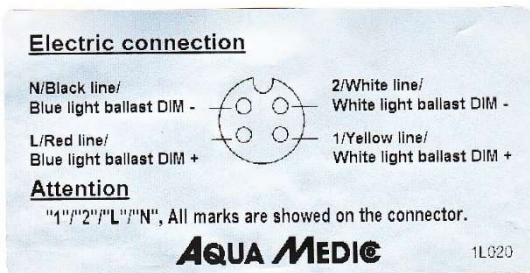 Electric connection
N/Black line/
Blue light ballast DIM -
2/White line/
White light ballast DIM -
L/Red line/
Blue light ballast DIM +
1/Yellow line/
White light ballast DIM +
Attention
"1"/"2"/"L"/"N", All marks are showed on the connector.
AQUA MEDIC
1L020